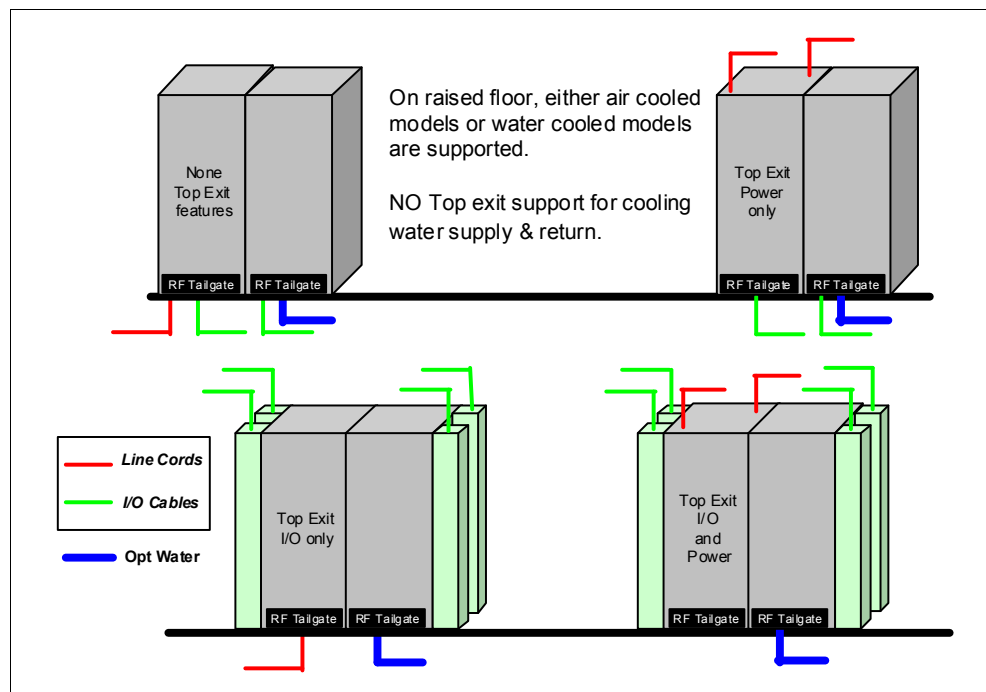 On raised floor, either air cooled
models or water cooled models
are supported.
NO Top exit support for cooling
water supply & return.
None
Top Exit
features
RF Tailgate
RF Tailgate
Top Exit
Power
only
RF Tailgate
RF Tailgate
Line Cords
I/O Cables
Opt Water
Top Exit
I/O only
RF Tailgate
RF Tailgate
Top Exit
I/O
and
Power
RF Tailgate
RF Tailgate